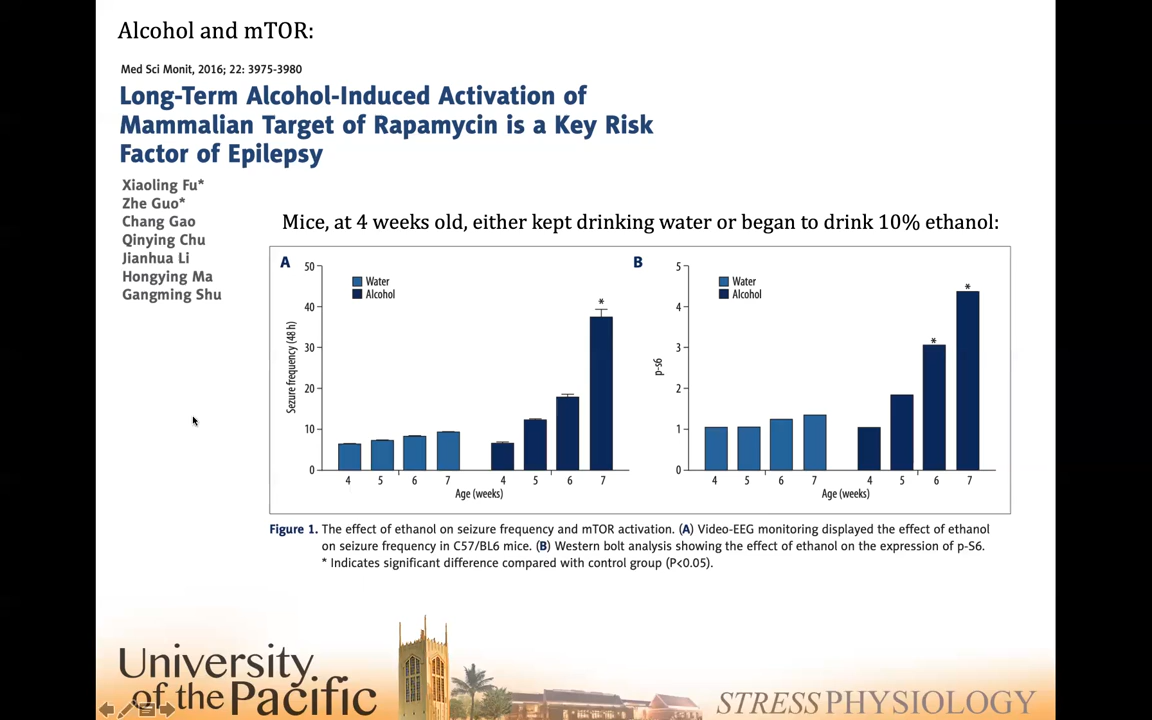 Alcohol and mTOR:
Med Sci Monit, 2016; 22: 3975-3980
Long-Term Alcohol-Induced Activation of
Mammalian Target of Rapamycin is a Key Risk
Factor of Epilepsy
Xiaoling Fu*
Zhe Guo*
Chang Gao
Qinying Chu
Jianhua Li
Hongying Ma
Gangming Shu
Mice, at 4 weeks old, either kept drinking water or began to drink 10% ethanol:
A
50
40
30
20
10
0
Seizure frequency (48 h)
Water
Alcohol
*
4 5 6 7 4 5 6 7
Age (weeks)
B
5
4
3
2
1
0
p-s6
Water
Alcohol
* *
4 5 6 7 4 5 6 7
Age (weeks)
Figure 1. The effect of ethanol on seizure frequency and mTOR activation. (A) Video-EEG monitoring displayed the effect of ethanol
on seizure frequency in C57/BL6 mice. (B) Western bolt analysis showing the effect of ethanol on the expression of p-S6.
* Indicates significant difference compared with control group (P<0.05).
University
of the Pacific
STRESS PHYSIOLOGY